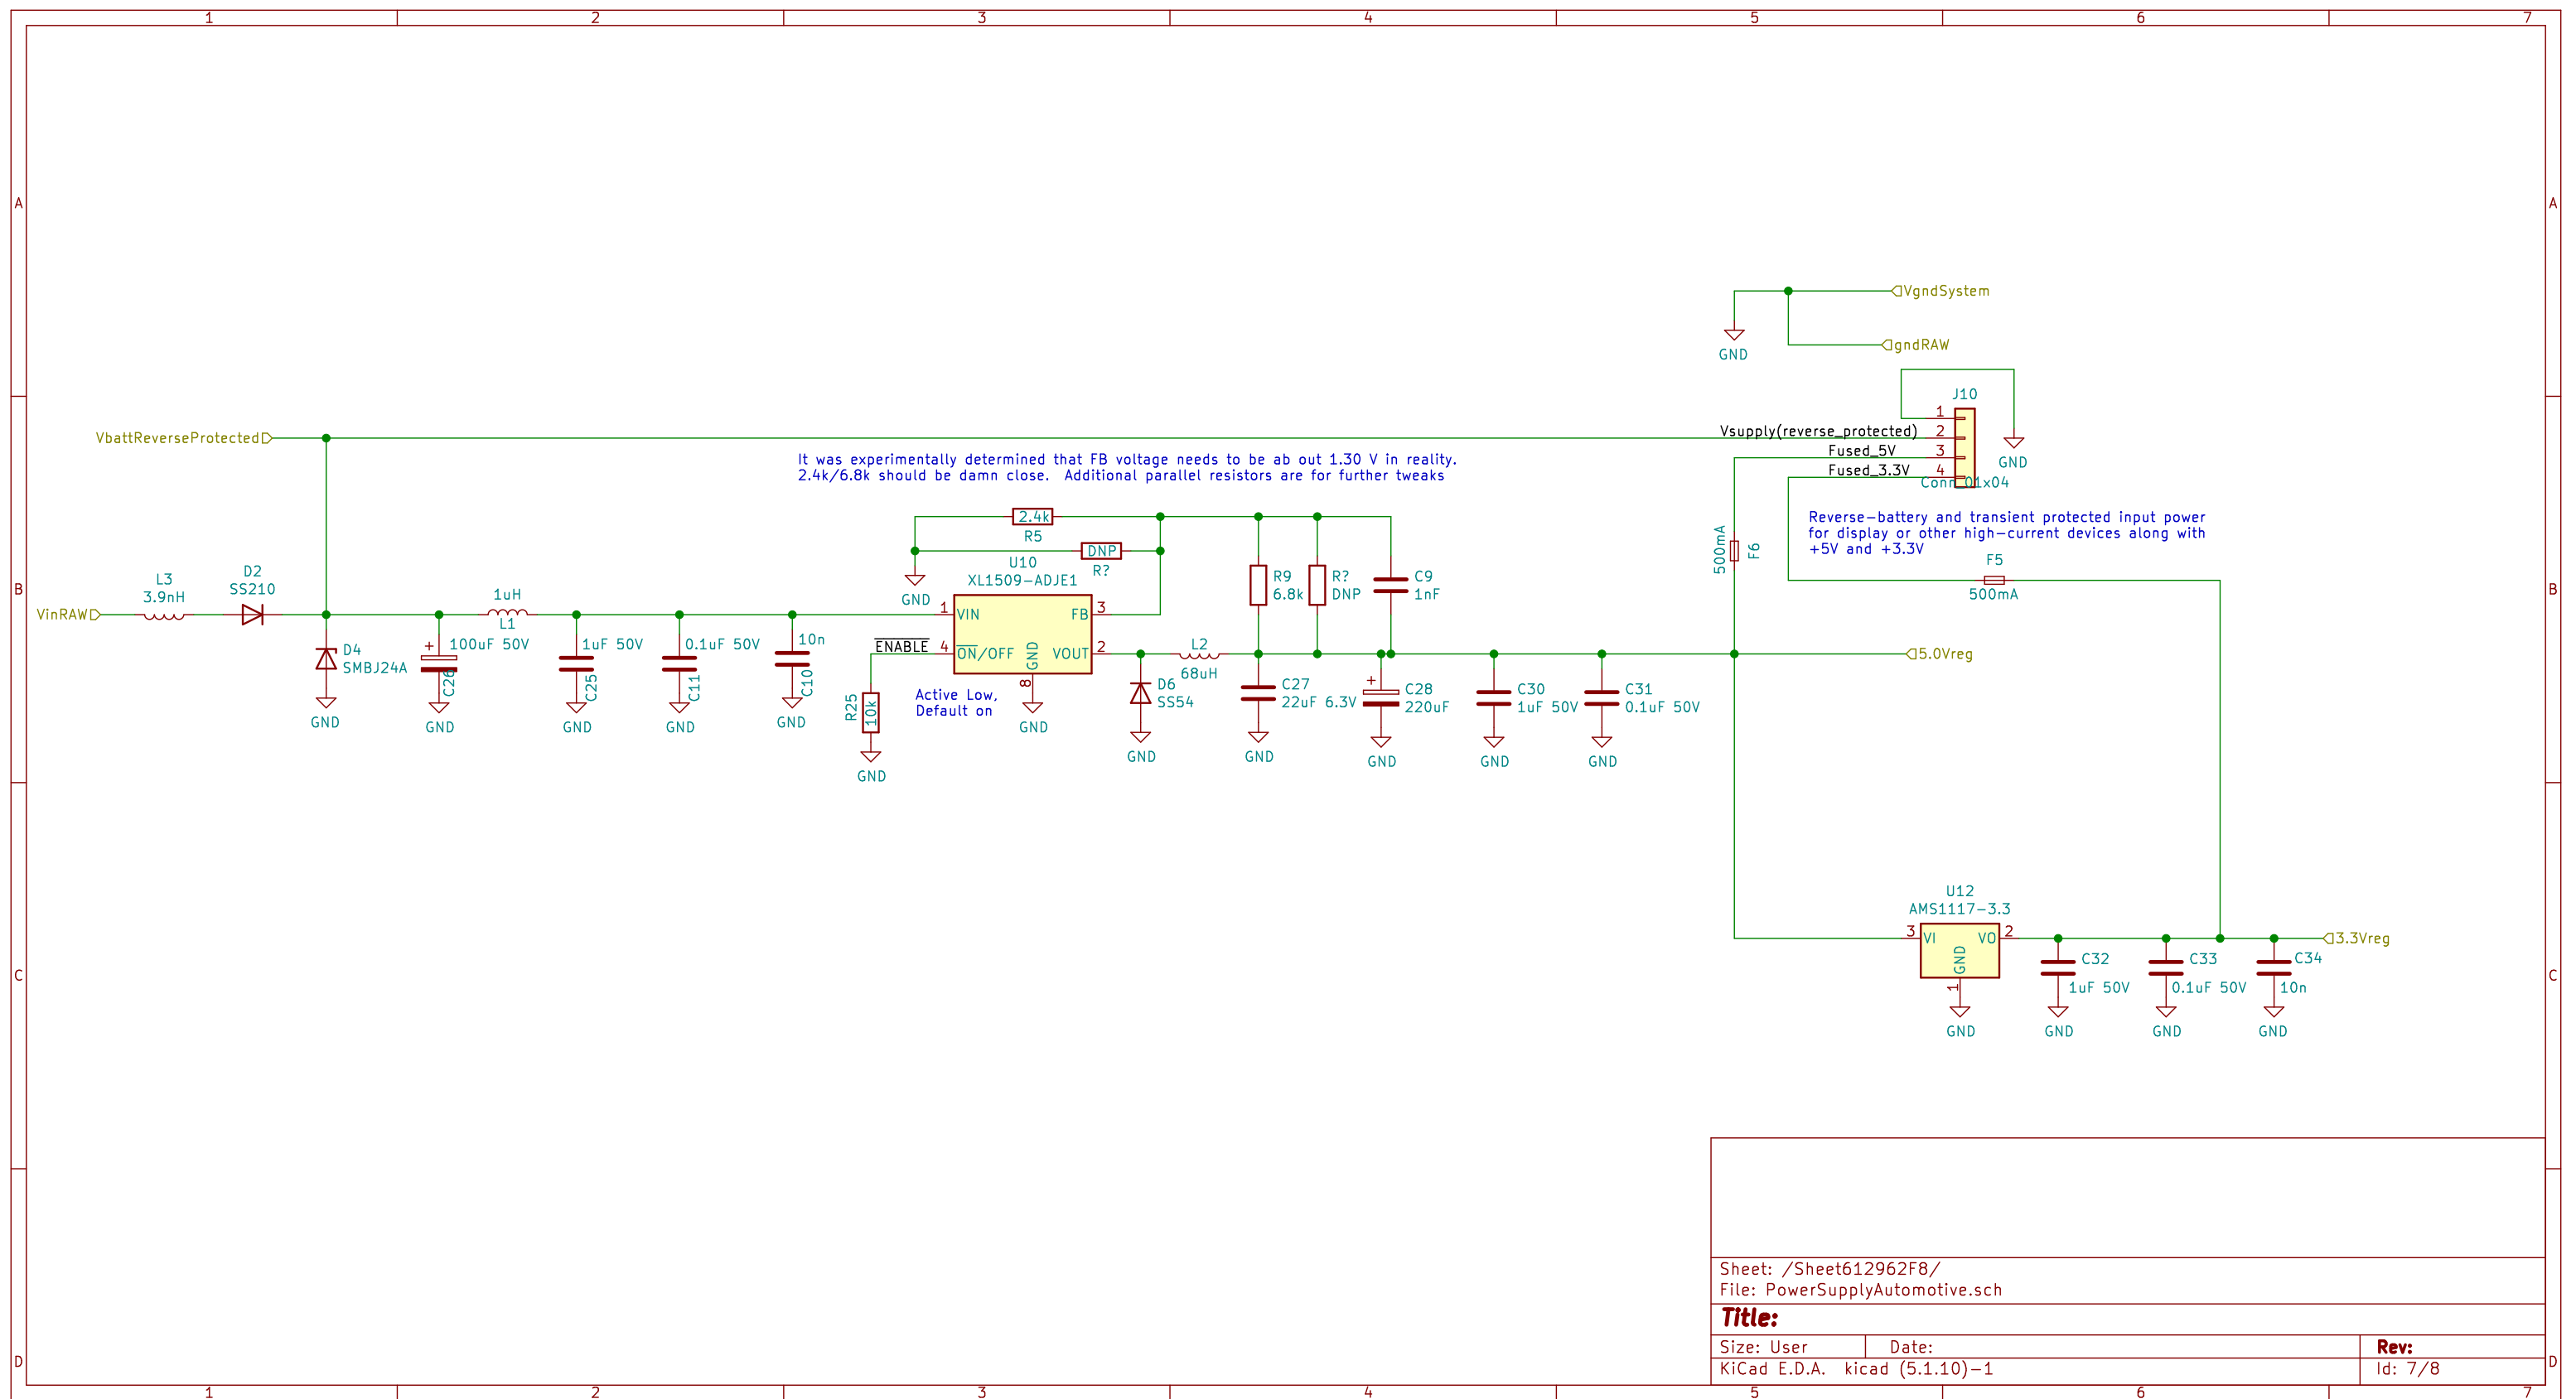 1 2 3 4 5 6 7
A A
VgndSystem
GND
gndRAW
J10
1
VbattReverseProtected
Vsupply(reverse_protected) 2
Fused_5V 3
Fused_3.3V 4
GND
Conn_01x04
It was experimentally determined that FB voltage needs to be ab out 1.30 V in reality.
2.4k/6.8k should be damn close.  Additional parallel resistors are for further tweaks
Reverse-battery and transient protected input power
for display or other high-current devices along with
+5V and +3.3V
2.4k
R5
DNP
R?
500mA
F6
F5
500mA
B B
GND
U10
XL1509-ADJE1
1 VIN
FB 3
4 ON/OFF
VOUT 2
GND
8
GND
ENABLE
Active Low,
Default on
R25
10k
GND
VinRAW
L3
3.9nH
D2
SS210
D4
SMBJ24A
GND
+
100uF 50V
C26
GND
1uH
L1
1uF 50V
C25
GND
0.1uF 50V
C11
GND
10n
C10
GND
R9
6.8k
R?
DNP
C9
1nF
L2
68uH
D6
SS54
GND
C27
22uF 6.3V
GND
+
C28
220uF
GND
C30
1uF 50V
GND
C31
0.1uF 50V
GND
5.0Vreg
U12
AMS1117-3.3
3 VI
VO 2
GND
1
GND
3.3Vreg
C32
1uF 50V
GND
C33
0.1uF 50V
GND
C34
10n
GND
C C
Sheet: /Sheet612962F8/
File: PowerSupplyAutomotive.sch
Title:
Size: User Date: Rev:
KiCad E.D.A.  kicad (5.1.10)-1 Id: 7/8
D D
1 2 3 4 5 6 7